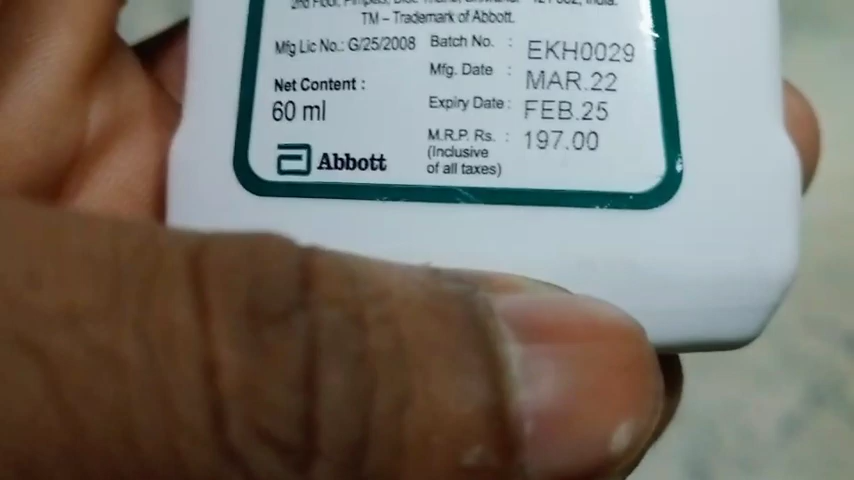 TM – Trademark of Abbott.
Mfg Lic No.: G/25/2008
Batch No. : EKH0029
Mfg. Date : MAR.22
Net Content :
60 ml
Expiry Date : FEB.25
M.R.P. Rs. : 197.00
(Inclusive
of all taxes)
Abbott